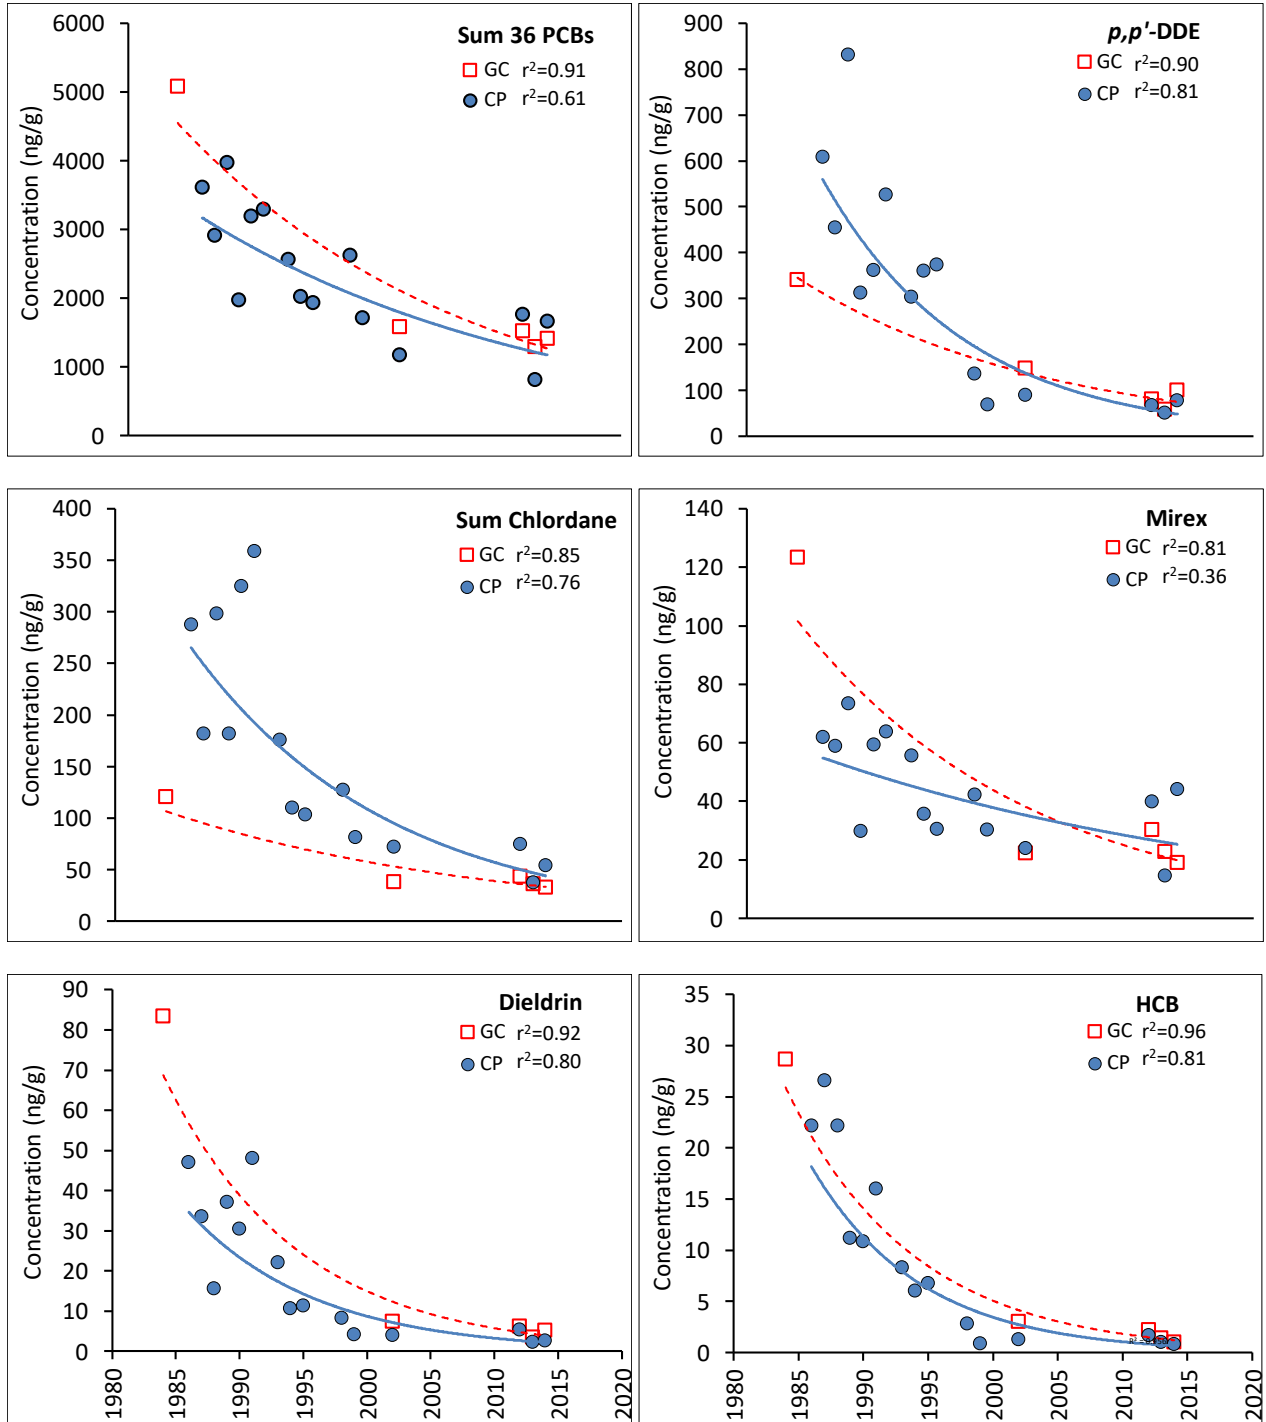 Sum 36 PCBs
GC r²=0.91
CP r²=0.61
Concentration (ng/g)
6000
5000
4000
3000
2000
1000
0
p,p'-DDE
GC r²=0.90
CP r²=0.81
Concentration (ng/g)
900
800
700
600
500
400
300
200
100
0
Sum Chlordane
GC r²=0.85
CP r²=0.76
Concentration (ng/g)
400
350
300
250
200
150
100
50
0
Mirex
GC r²=0.81
CP r²=0.36
Concentration (ng/g)
140
120
100
80
60
40
20
0
Dieldrin
GC r²=0.92
CP r²=0.80
Concentration (ng/g)
90
80
70
60
50
40
30
20
10
0
1980 1985 1990 1995 2000 2005 2010 2015 2020
HCB
GC r²=0.96
CP r²=0.81
Concentration (ng/g)
35
30
25
20
15
10
5
0
1980 1985 1990 1995 2000 2005 2010 2015 2020